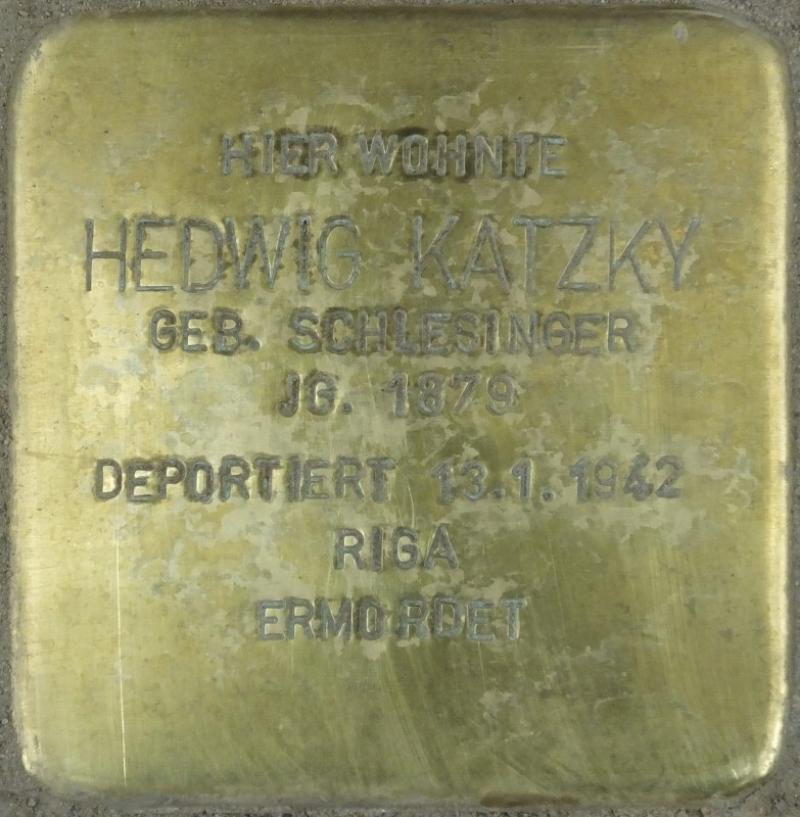 HIER WOHNTE
HEDWIG KATZKY
GEB. SCHLESINGER
JG. 1879
DEPORTIERT 13.1.1942
RIGA
ERMORDET